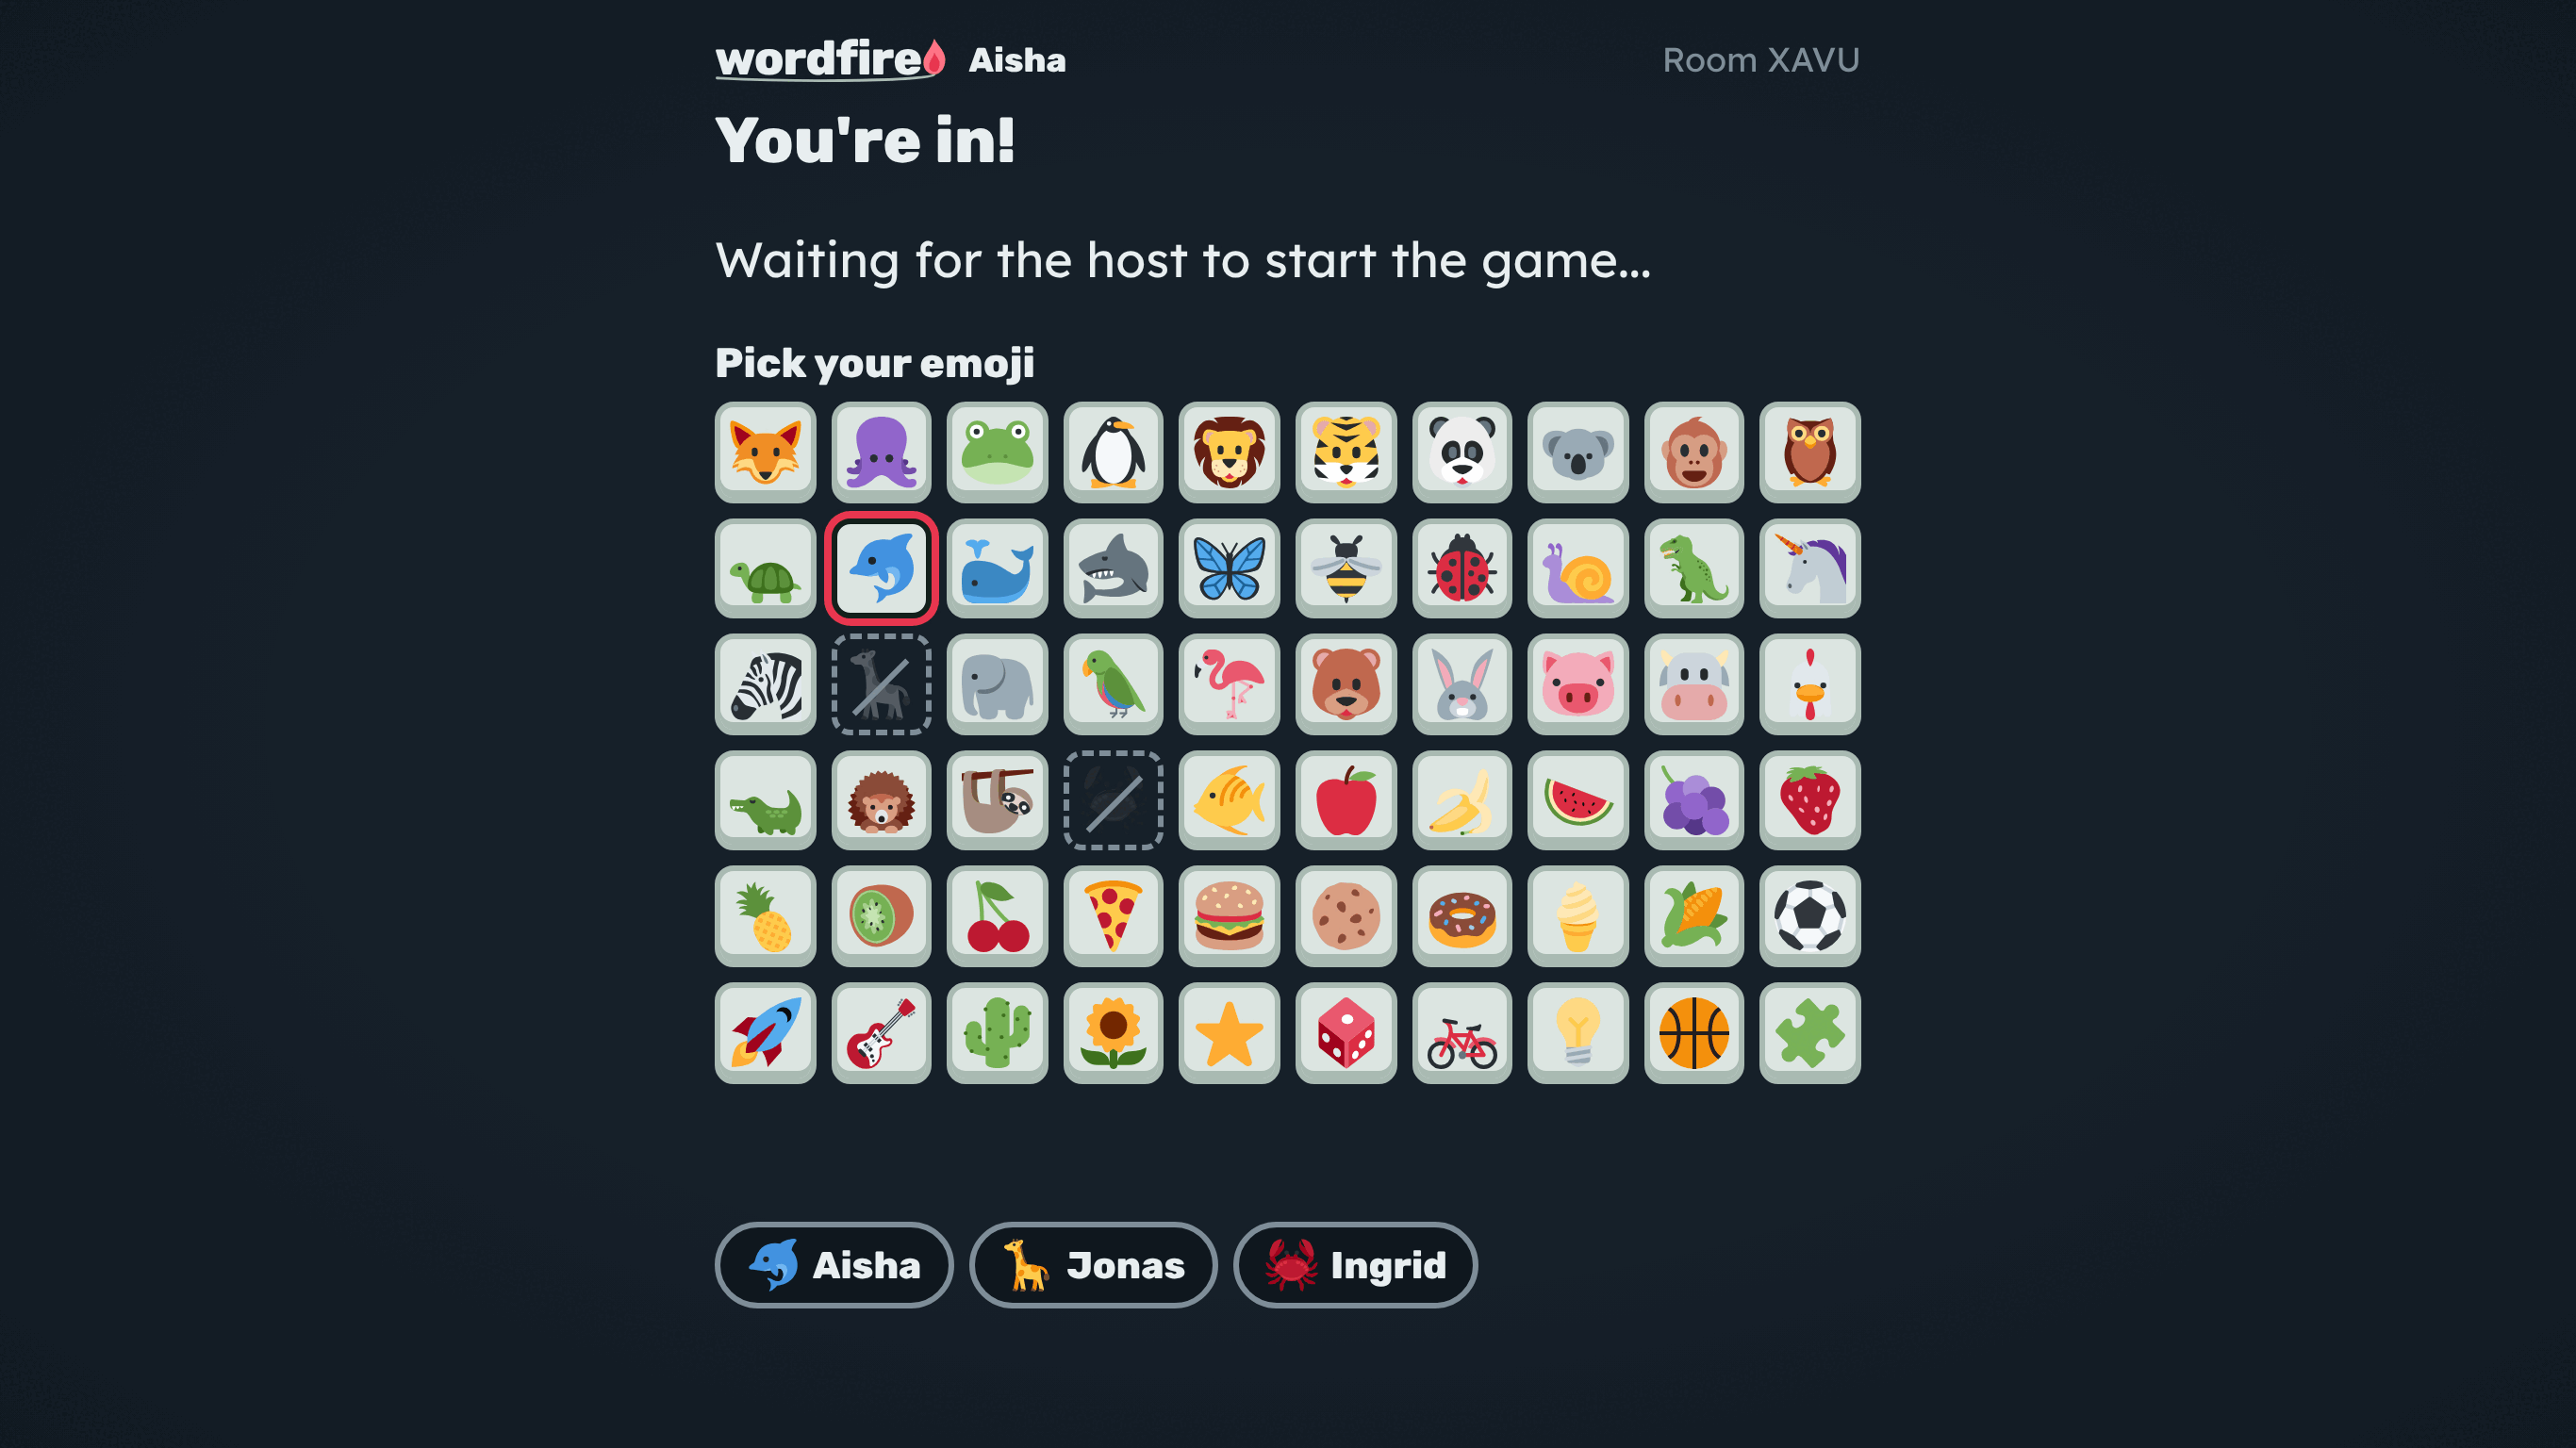 wordfire Aisha Room XAVU
You're in!
Waiting for the host to start the game...
Pick your emoji
Aisha Jonas Ingrid